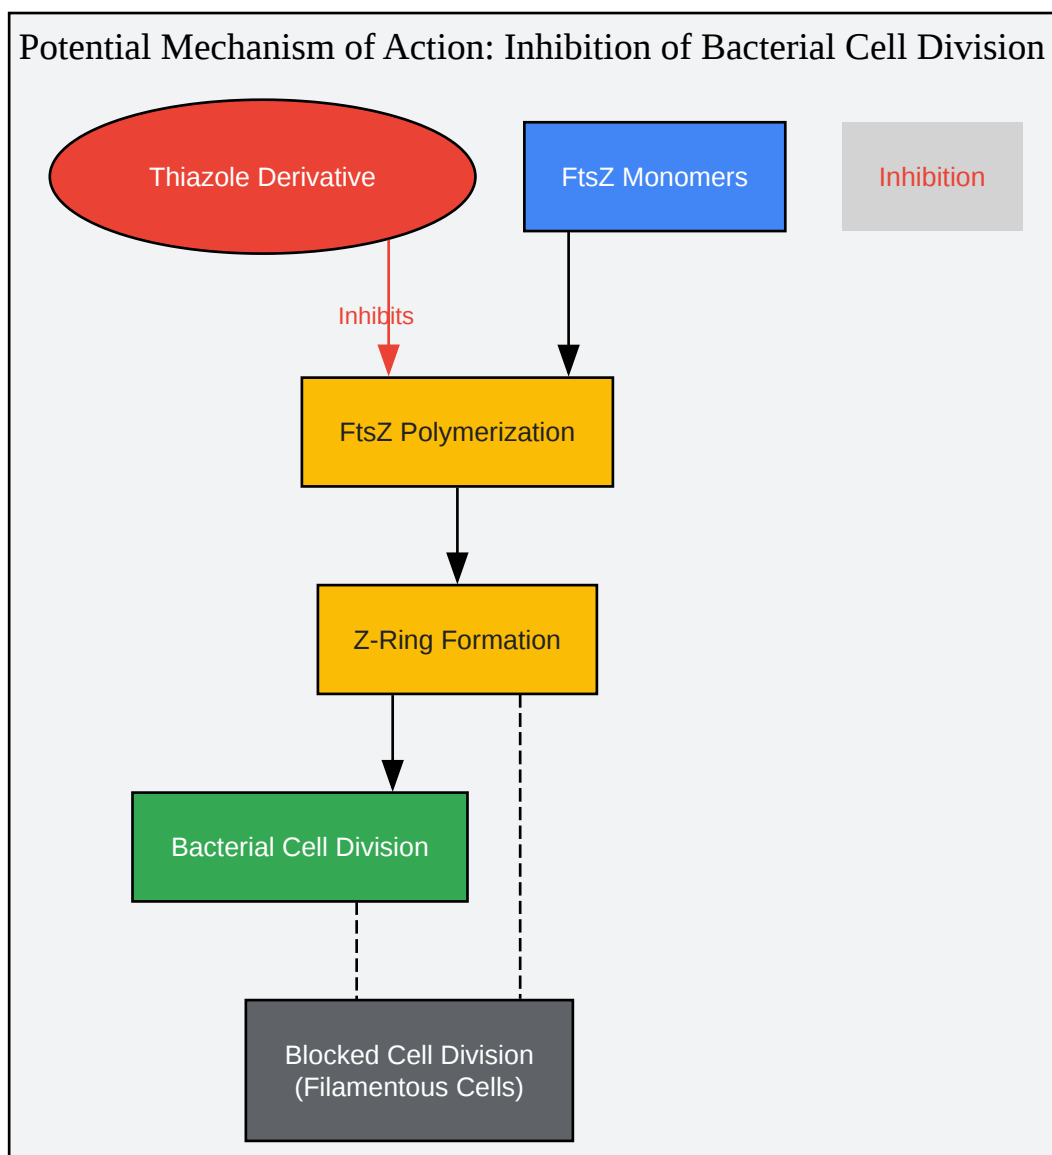 Potential Mechanism of Action: Inhibition of Bacterial Cell Division
Thiazole Derivative
FtsZ Monomers
Inhibition
Inhibits
FtsZ Polymerization
Z-Ring Formation
Bacterial Cell Division
Blocked Cell Division
(Filamentous Cells)